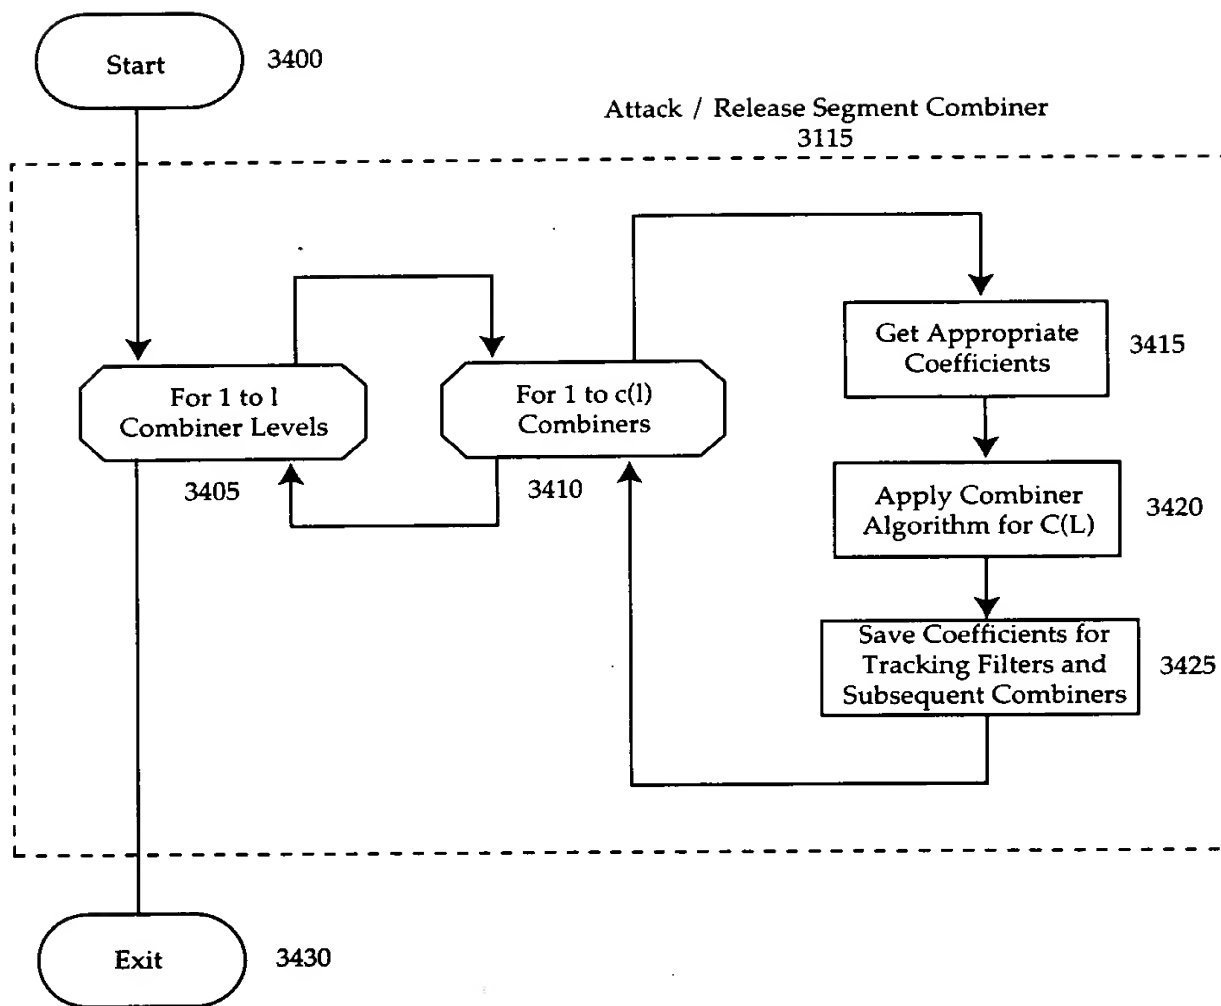 Start
3400
Attack / Release Segment Combiner
3115
For 1 to l
Combiner Levels
3405
For 1 to c(l)
Combiners
3410
Get Appropriate
Coefficients
3415
Apply Combiner
Algorithm for C(L)
3420
Save Coefficients for
Tracking Filters and
Subsequent Combiners
3425
Exit
3430